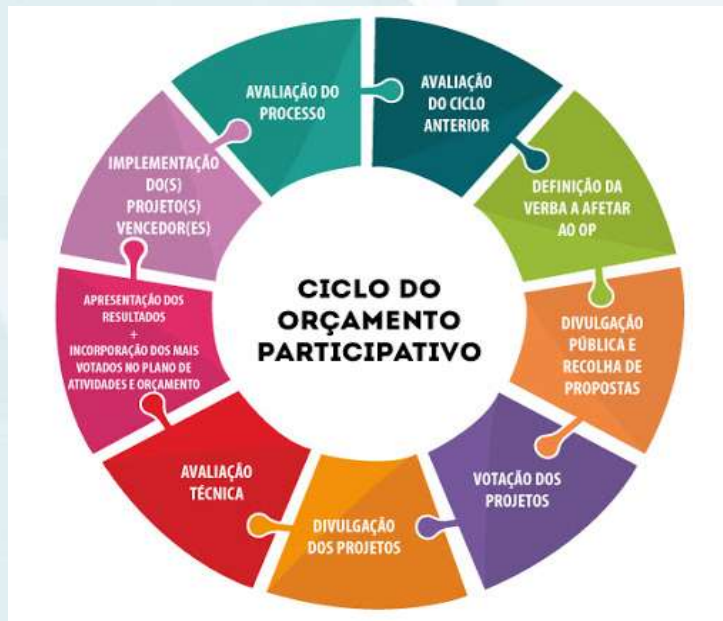 CICLO DO
ORÇAMENTO
PARTICIPATIVO
AVALIAÇÃO
DO CICLO
ANTERIOR
DEFINIÇÃO DA
VERBA A AFETAR
AO OP
DIVULGAÇÃO
PÚBLICA E
RECOLHA DE
PROPOSTAS
VOTAÇÃO DOS
PROJETOS
DIVULGAÇÃO
DOS PROJETOS
AVALIAÇÃO
TÉCNICA
APRESENTAÇÃO DOS
RESULTADOS
+
INCORPORAÇÃO DOS MAIS
VOTADOS NO PLANO DE
ATIVIDADES E ORÇAMENTO
IMPLEMENTAÇÃO
DO(S)
PROJETO(S)
VENCEDOR(ES)
AVALIAÇÃO DO
PROCESSO